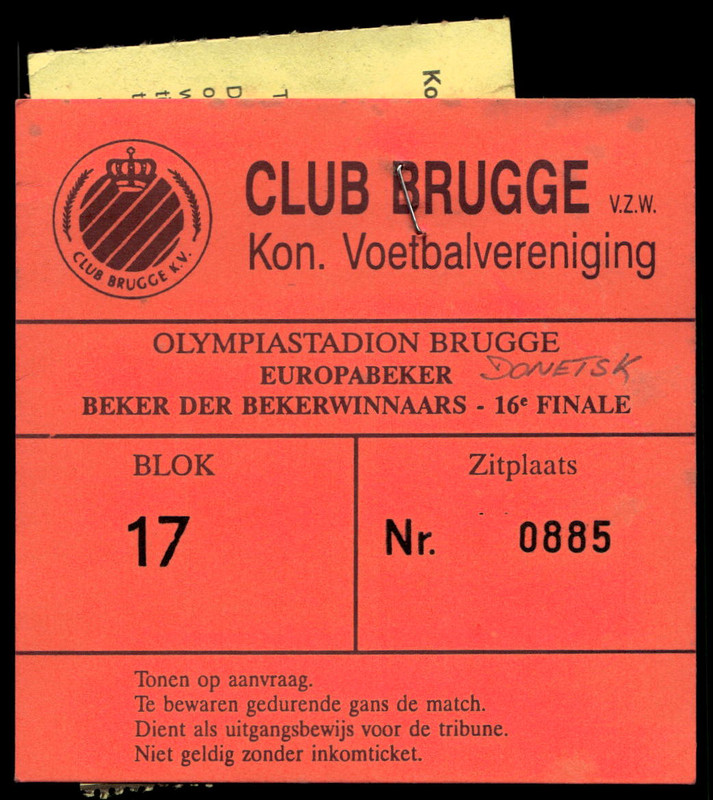 Ko
CLUB BRUGGE V.Z.W.
Kon. Voetbalvereniging
CLUB BRUGGE K.V.
OLYMPIASTADION BRUGGE
EUROPABEKER DONETSK
BEKER DER BEKERWINNAARS - 16e FINALE
BLOK
Zitplaats
17
Nr. 0885
Tonen op aanvraag.
Te bewaren gedurende gans de match.
Dient als uitgangsbewijs voor de tribune.
Niet geldig zonder inkomticket.